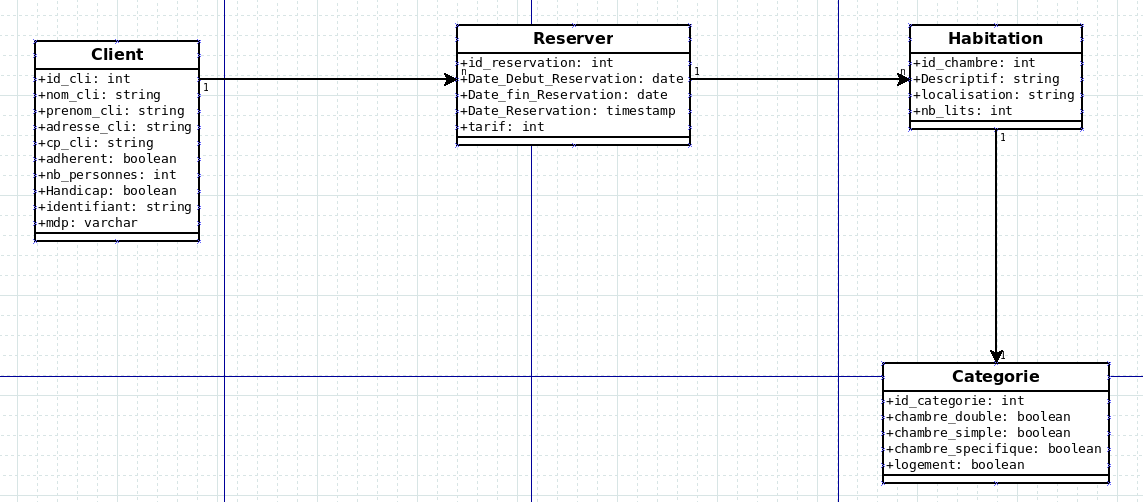 Client
+id_cli: int
+nom_cli: string
+prenom_cli: string
+adresse_cli: string
+cp_cli: string
+adherent: boolean
+nb_personnes: int
+Handicap: boolean
+identifiant: string
+mdp: varchar
1
n
Reserver
+id_reservation: int
+Date_Debut_Reservation: date
+Date_fin_Reservation: date
+Date_Reservation: timestamp
+tarif: int
1
n
Habitation
+id_chambre: int
+Descriptif: string
+localisation: string
+nb_lits: int
1
1
Categorie
+id_categorie: int
+chambre_double: boolean
+chambre_simple: boolean
+chambre_specifique: boolean
+logement: boolean